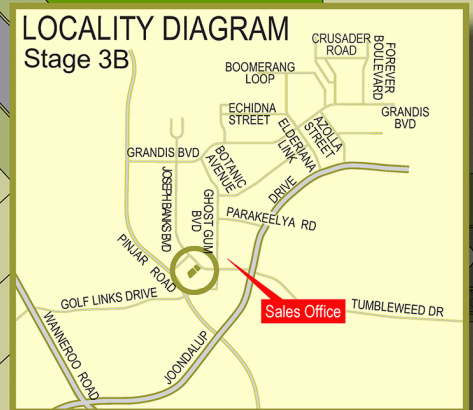 LOCALITY DIAGRAM
Stage 3B
CRUSADER
ROAD
FOREVER
BOULEVARD
BOOMERANG
LOOP
ECHIDNA
STREET
GRANDIS
BVD
AZOLLA
STREET
ELDERIANA
LINK
GRANDIS BVD
BOTANIC
AVENUE
JOSEPH BANKS BVD
GHOST GUM
BVD
DRIVE
PARAKEELYA RD
PINJAR ROAD
GOLF LINKS DRIVE
Sales Office
TUMBLEWEED DR
WANNEROO ROAD
JOONDALUP